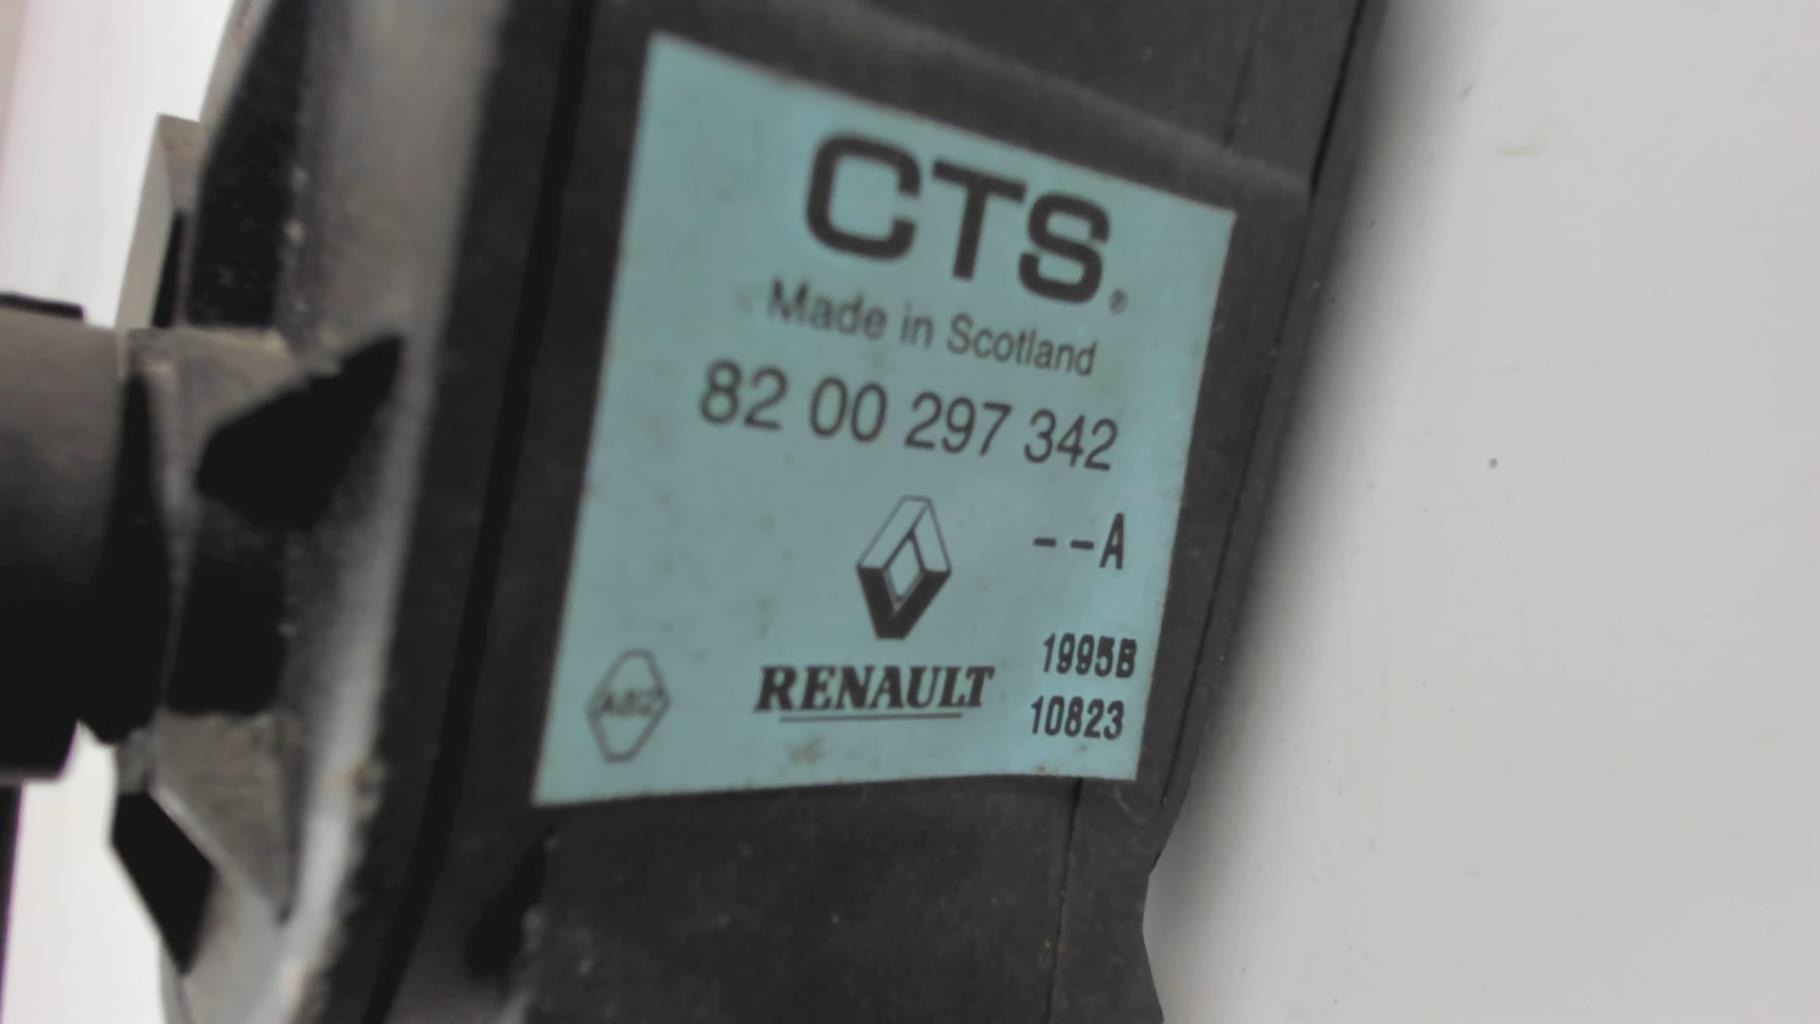 CTS®
Made in Scotland
82 00 297 342
--A
1995B
RENAULT
10823